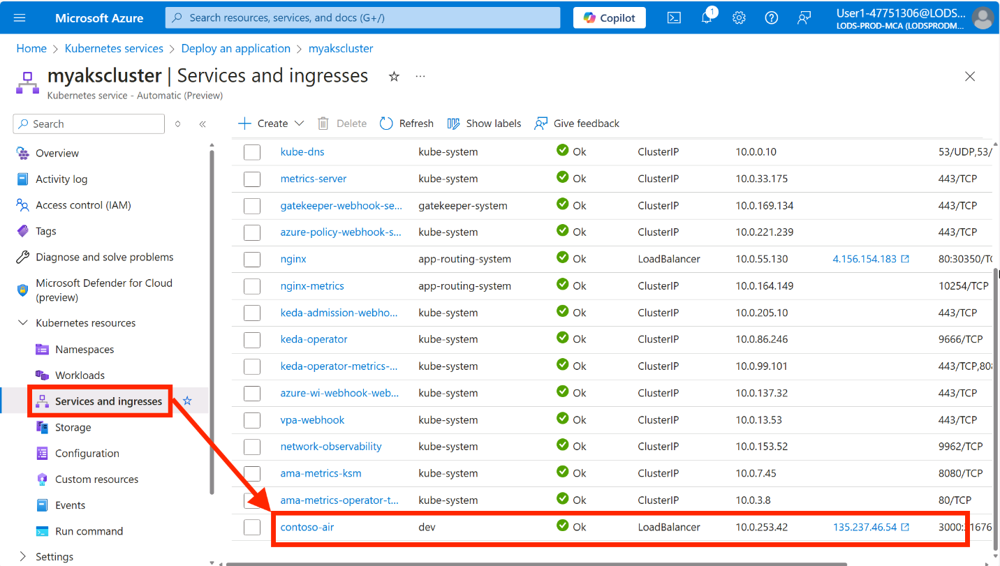 Microsoft Azure
Search resources, services, and docs (G+/)
Copilot
1
User1-47751306@LODS...
LODS-PROD-MCA (LODSPRODM...
Home > Kubernetes services > Deploy an application > myakscluster
myakscluster | Services and ingresses
Kubernetes service - Automatic (Preview)
Search
Create
Delete
Refresh
Show labels
Give feedback
Overview
Activity log
Access control (IAM)
Tags
Diagnose and solve problems
Microsoft Defender for Cloud
(preview)
Kubernetes resources
Namespaces
Workloads
Services and ingresses
Storage
Configuration
Custom resources
Events
Run command
Settings
kube-dns kube-system Ok ClusterIP 10.0.0.10 53/UDP,53/
metrics-server kube-system Ok ClusterIP 10.0.33.175 443/TCP
gatekeeper-webhook-se... gatekeeper-system Ok ClusterIP 10.0.169.134 443/TCP
azure-policy-webhook-s... kube-system Ok ClusterIP 10.0.221.239 443/TCP
nginx app-routing-system Ok LoadBalancer 10.0.55.130 4.156.154.183 80:30350/TC
nginx-metrics app-routing-system Ok ClusterIP 10.0.164.149 10254/TCP
keda-admission-webho... kube-system Ok ClusterIP 10.0.205.10 443/TCP
keda-operator kube-system Ok ClusterIP 10.0.86.246 9666/TCP
keda-operator-metrics-... kube-system Ok ClusterIP 10.0.99.101 443/TCP,808
azure-wi-webhook-web... kube-system Ok ClusterIP 10.0.137.32 443/TCP
vpa-webhook kube-system Ok ClusterIP 10.0.13.53 443/TCP
network-observability kube-system Ok ClusterIP 10.0.153.52 9962/TCP
ama-metrics-ksm kube-system Ok ClusterIP 10.0.7.45 8080/TCP
ama-metrics-operator-t... kube-system Ok ClusterIP 10.0.3.8 80/TCP
contoso-air dev Ok LoadBalancer 10.0.253.42 135.237.46.54